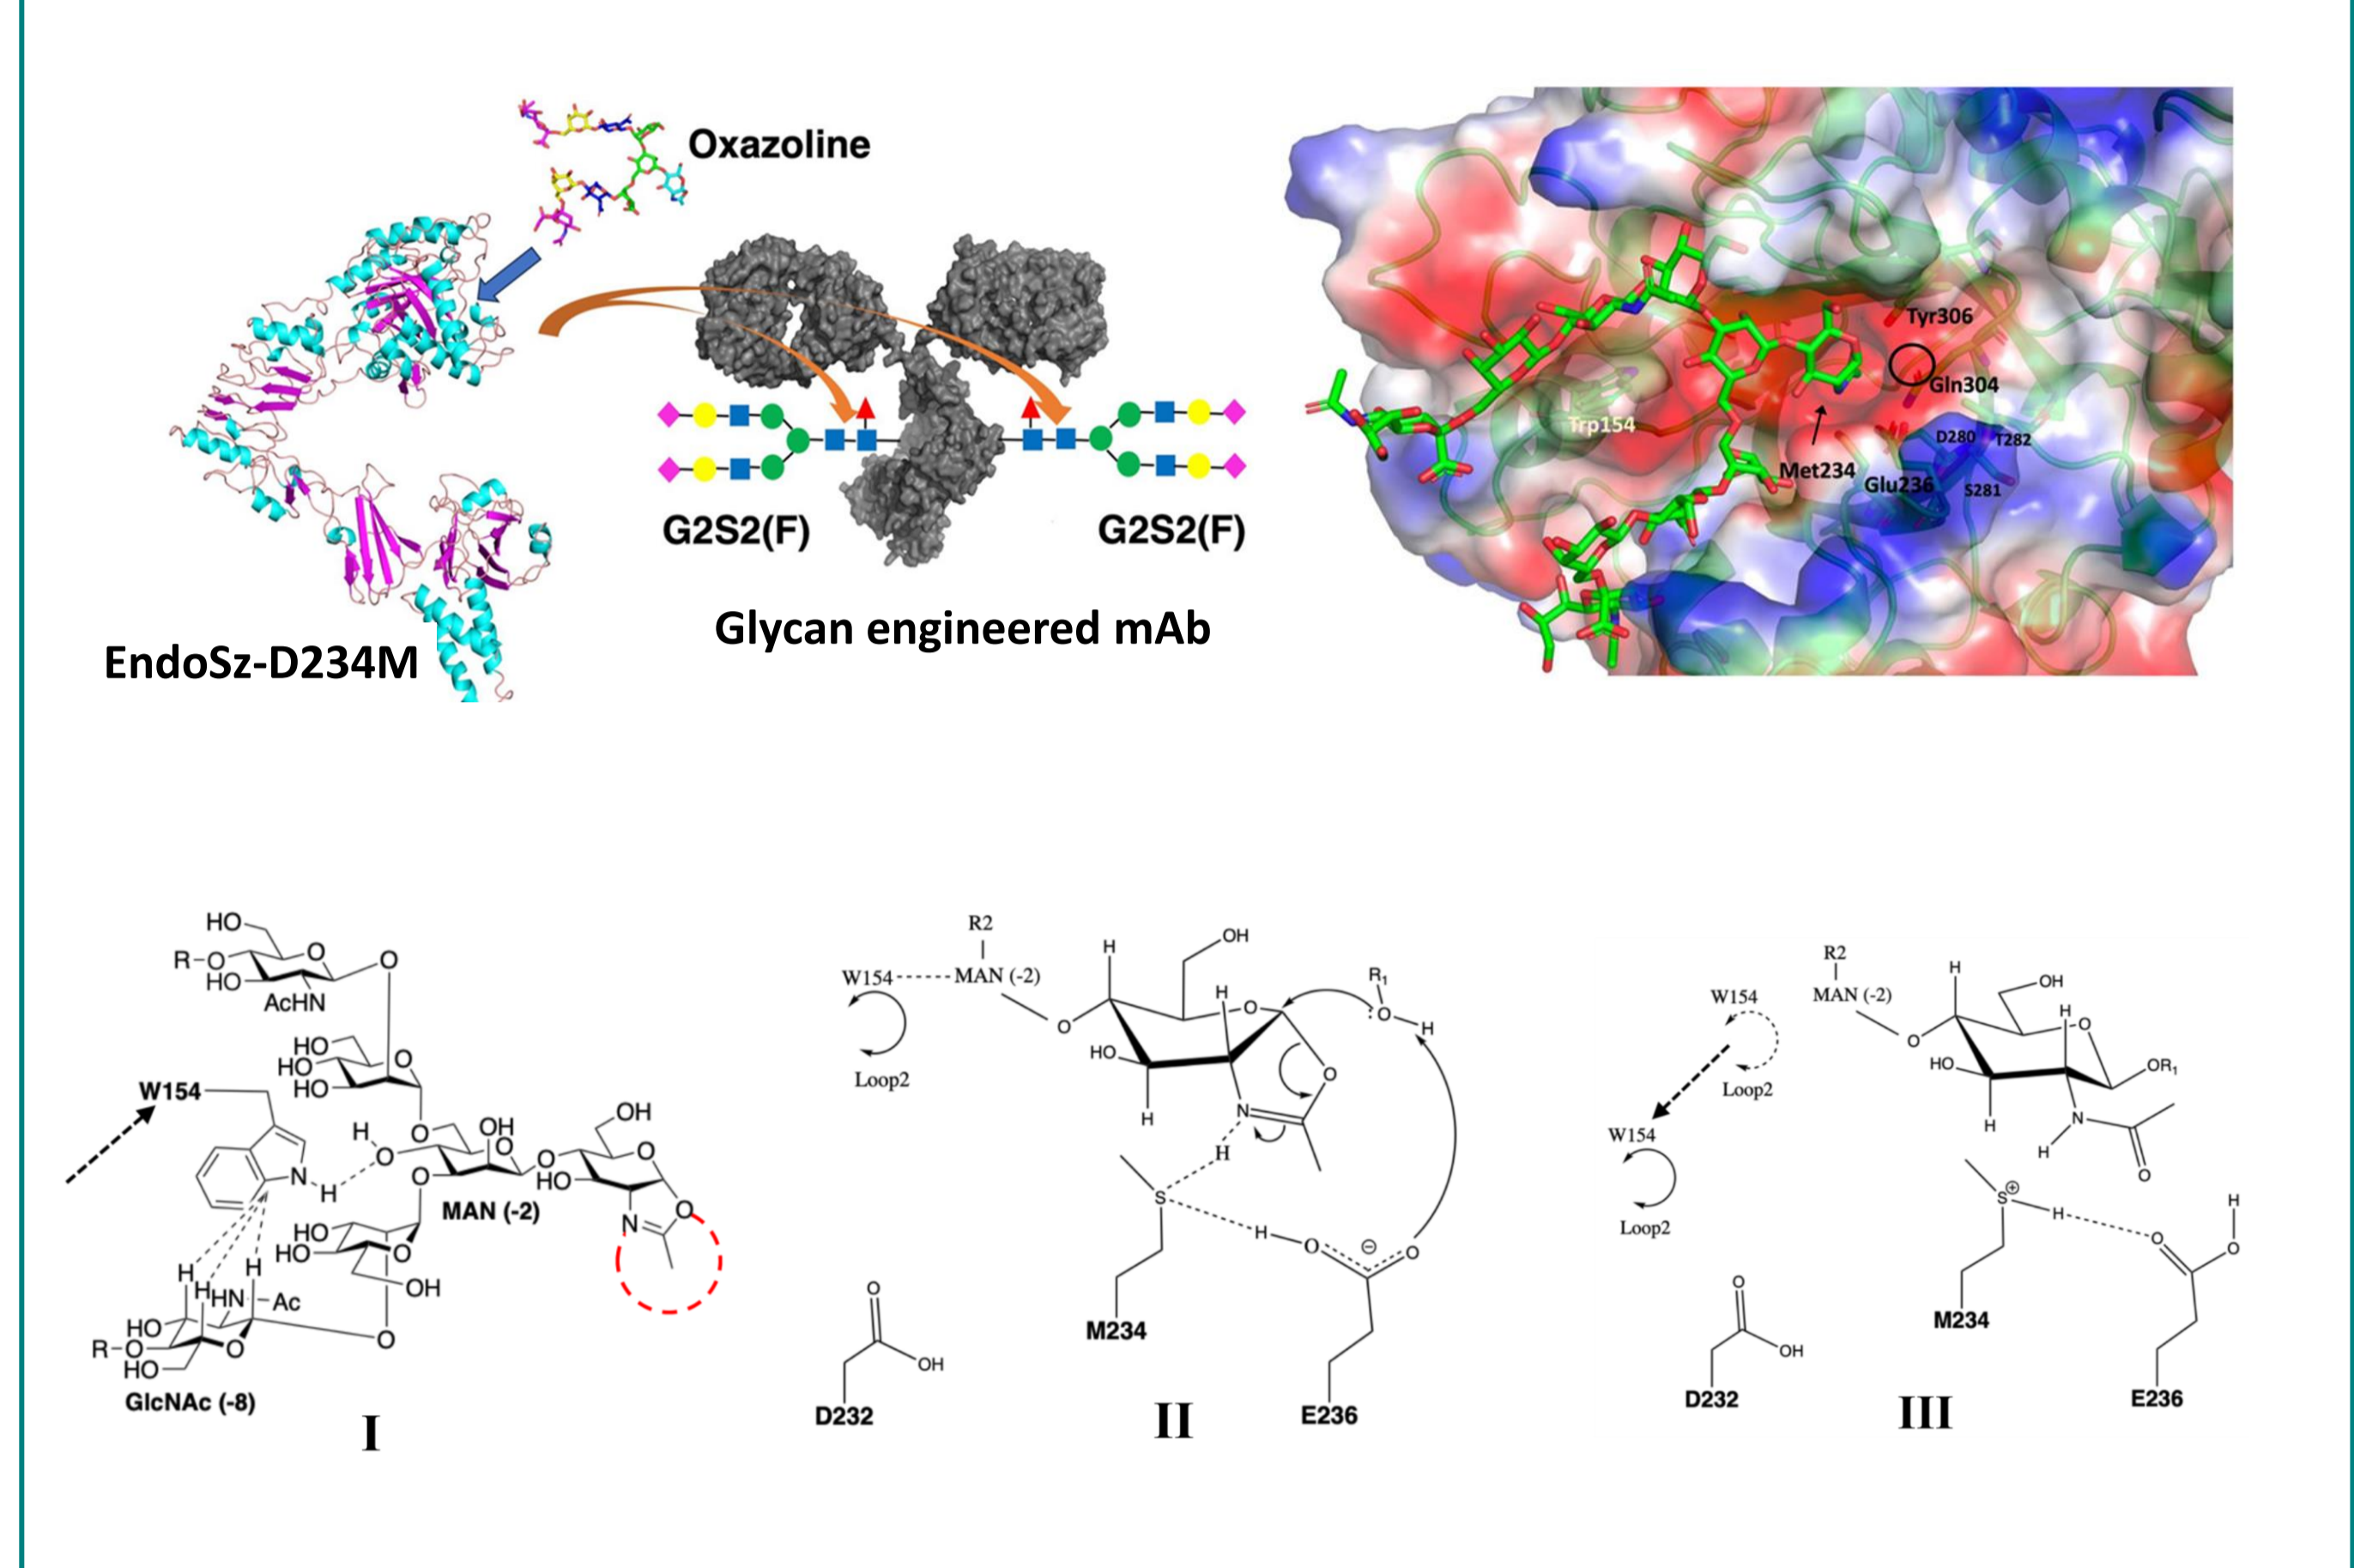 Oxazoline
EndoSz-D234M
G2S2(F)
G2S2(F)
Glycan engineered mAb
Tyr306
Gln304
Trp154
D280
T282
Met234
Glu236
S281
HO
O
O
R-O
HO
AcHN
HO
HO
O
HO
W154
H
O
OH
O
O
O
OH
O
HO
N
H
O
MAN (-2)
N
O
HO
HO
O
OH
H
H
H
HN
Ac
HO
R-O
O
O
HO
GlcNAc (-8)
I
R2
W154
MAN (-2)
H
OH
H
O
R1
:O
H
O
HO
Loop2
H
O
N
H
S
H
O
⊖
O
M234
O
OH
D232
E236
II
R2
W154
MAN (-2)
H
OH
H
O
O
HO
OR1
Loop2
H
N
W154
H
O
Loop2
S⊕
H
O
H
O
M234
O
OH
D232
E236
III